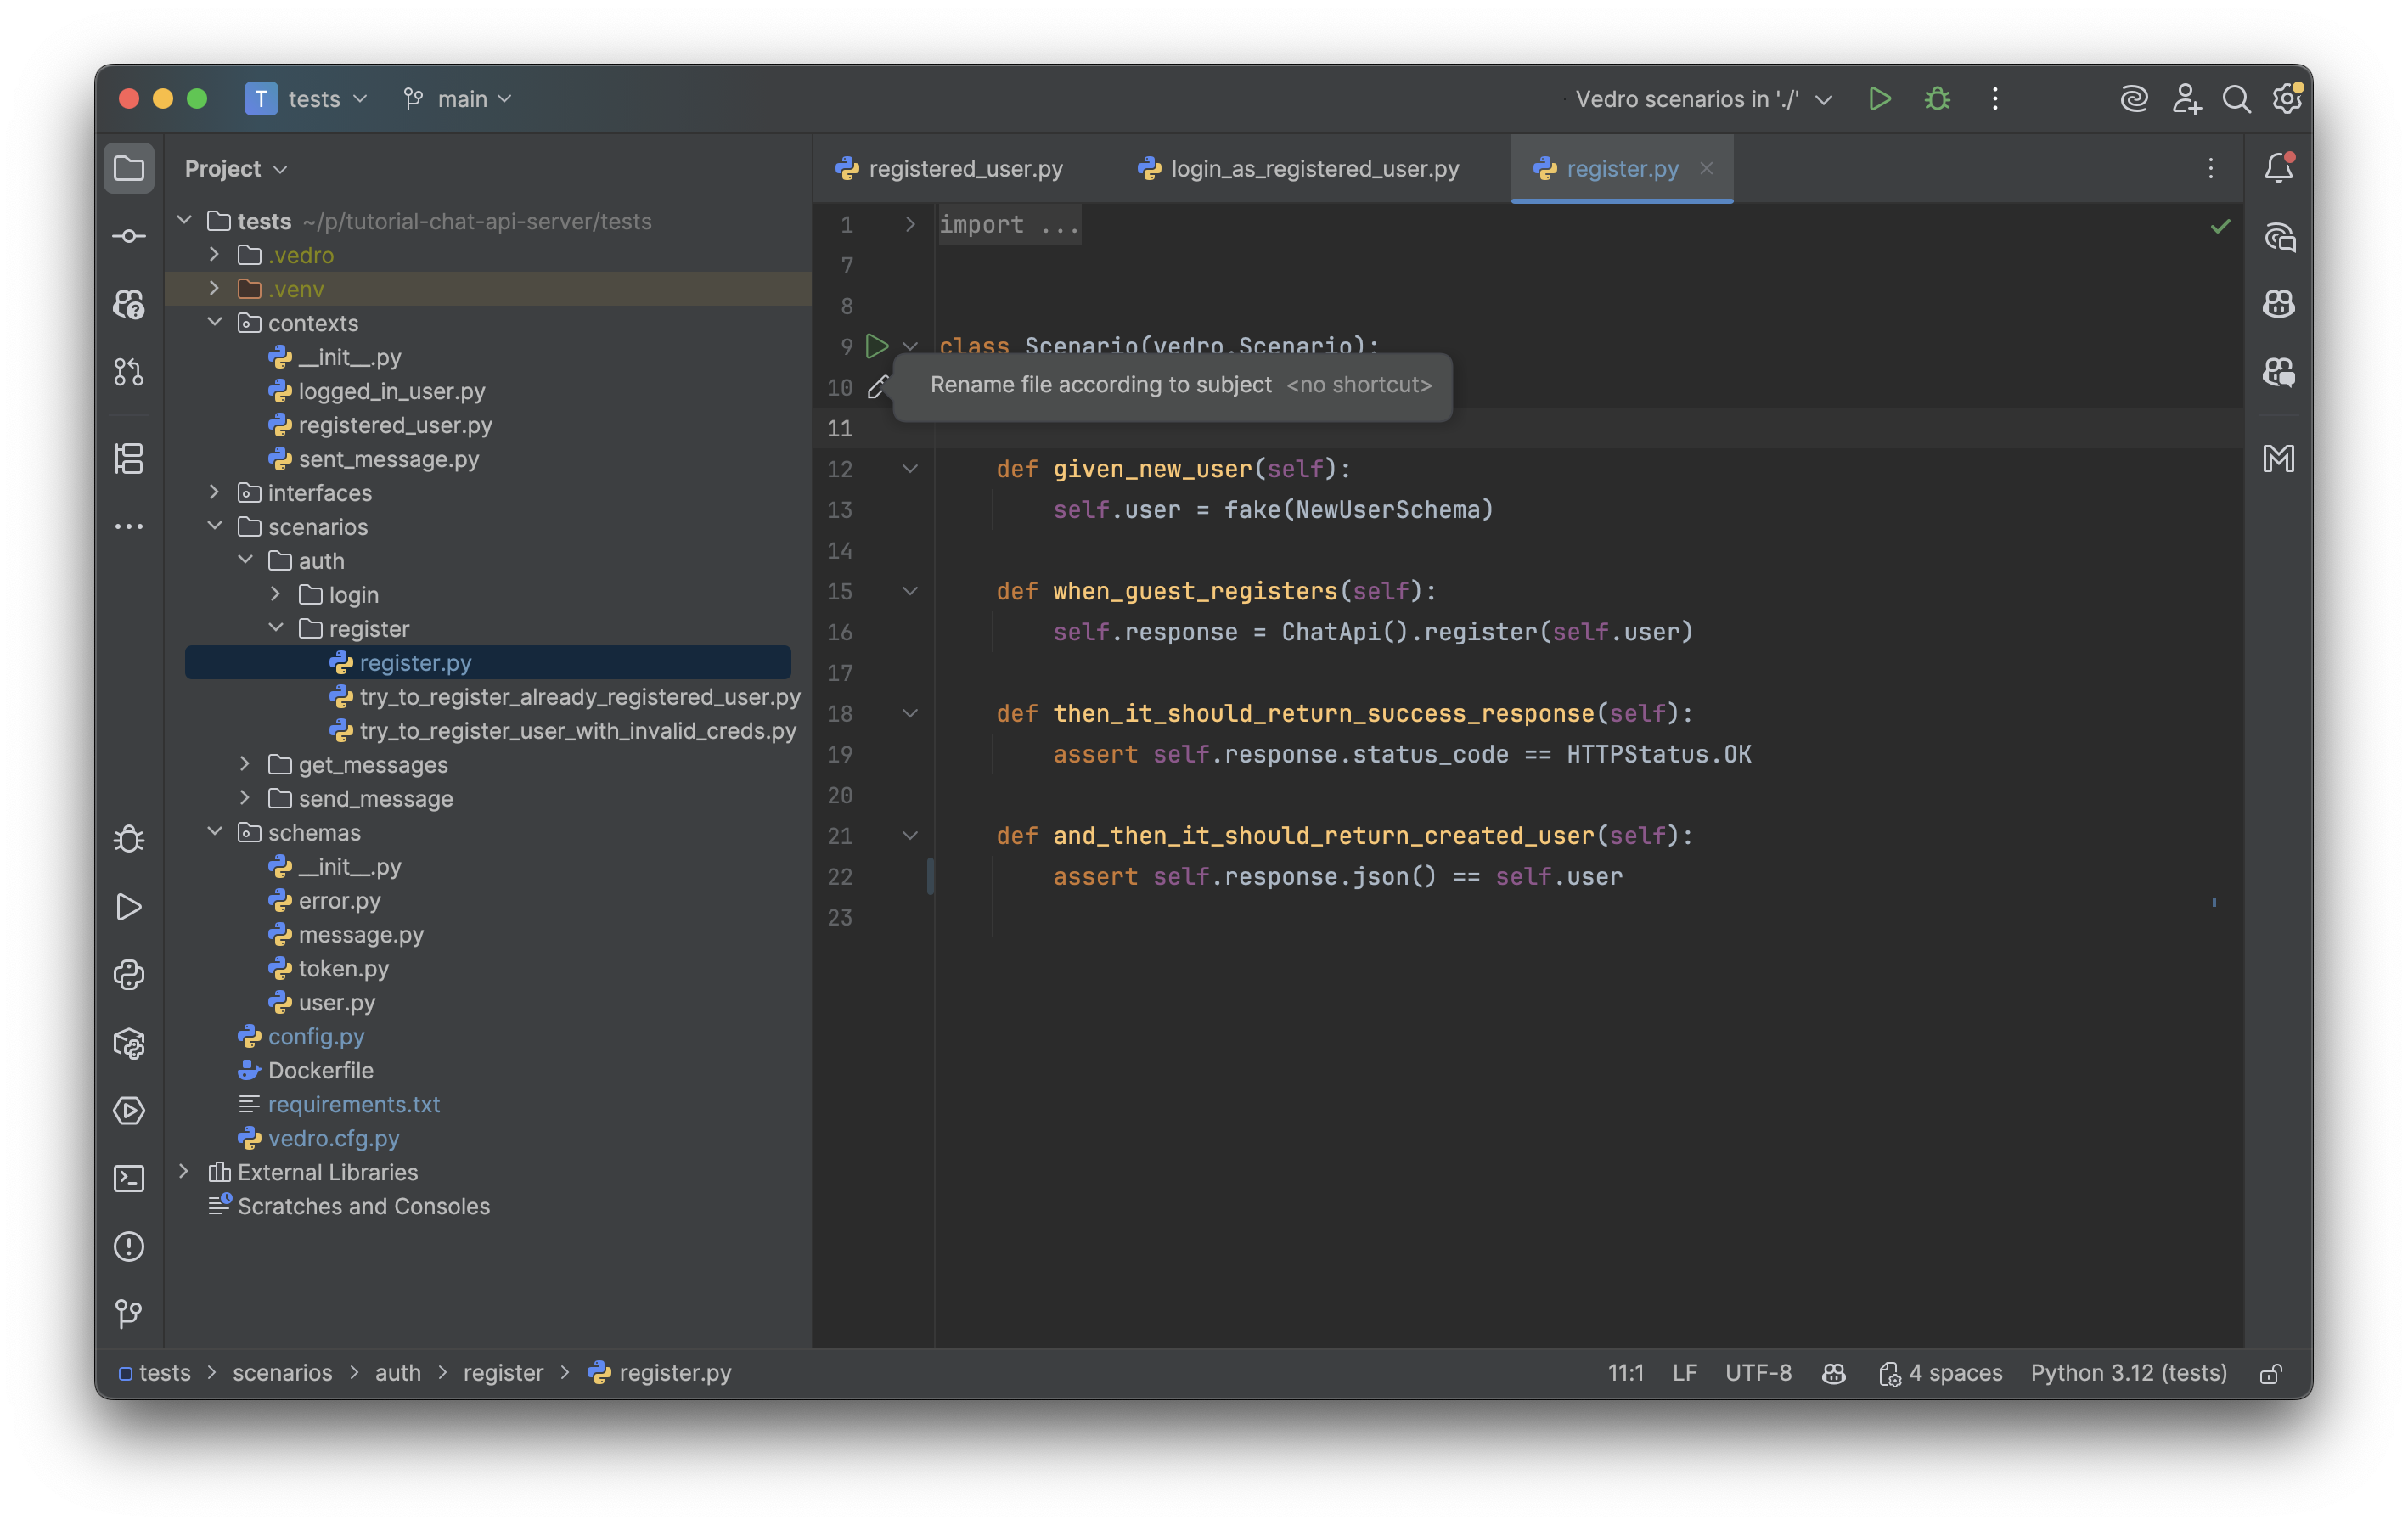 T tests main
Vedro scenarios in './'
Project
tests ~/p/tutorial-chat-api-server/tests
.vedro
.venv
contexts
__init__.py
logged_in_user.py
registered_user.py
sent_message.py
interfaces
scenarios
auth
login
register
register.py
try_to_register_already_registered_user.py
try_to_register_user_with_invalid_creds.py
get_messages
send_message
schemas
__init__.py
error.py
message.py
token.py
user.py
config.py
Dockerfile
requirements.txt
vedro.cfg.py
External Libraries
Scratches and Consoles
registered_user.py login_as_registered_user.py register.py
1 import ...
7
8
9 class Scenario(vedro.Scenario):
10 Rename file according to subject <no shortcut>
11
12 def given_new_user(self):
13 self.user = fake(NewUserSchema)
14
15 def when_guest_registers(self):
16 self.response = ChatApi().register(self.user)
17
18 def then_it_should_return_success_response(self):
19 assert self.response.status_code == HTTPStatus.OK
20
21 def and_then_it_should_return_created_user(self):
22 assert self.response.json() == self.user
23
tests > scenarios > auth > register > register.py
11:1 LF UTF-8 4 spaces Python 3.12 (tests)